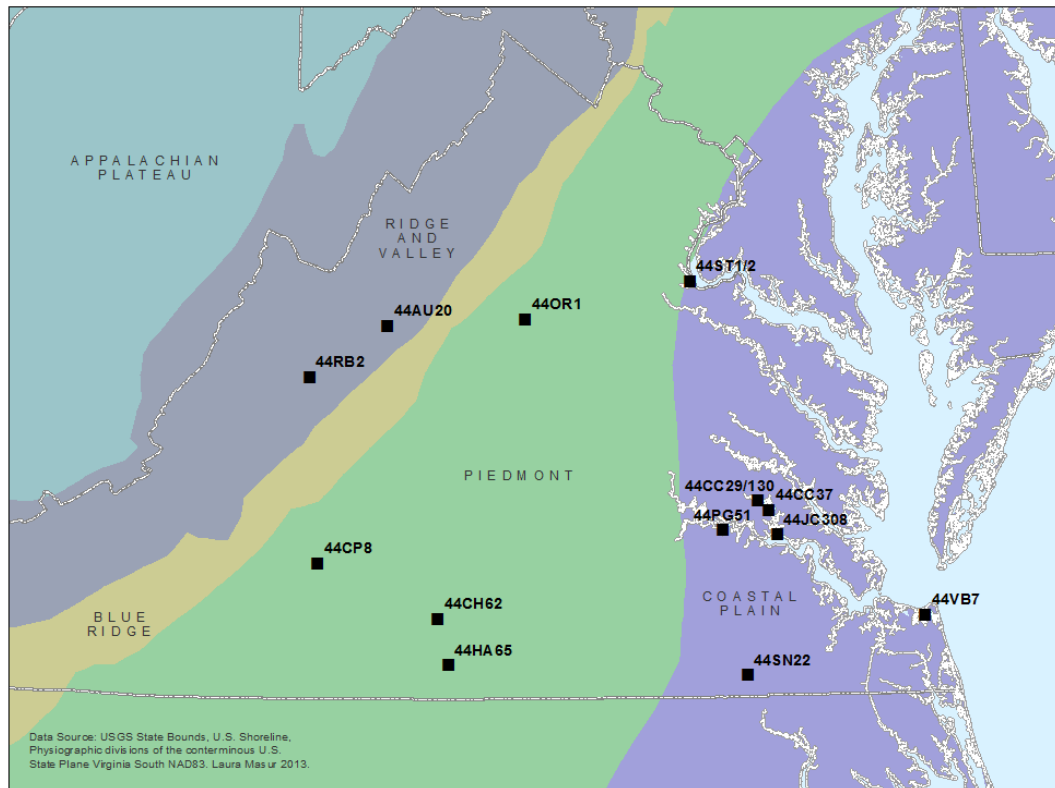 APPALACHIAN
PLATEAU
RIDGE
AND
VALLEY
44ST1/2
44OR1
44AU20
44RB2
PIEDMONT
44CC29/130
44CC37
44PG51
44JC308
44CP8
COASTAL
PLAIN
44VB7
BLUE
RIDGE
44CH62
44HA65
44SN22
Data Source: USGS State Bounds, U.S. Shoreline,
Physiographic divisions of the conterminous U.S.
State Plane Virginia South NAD83. Laura Masur 2013.